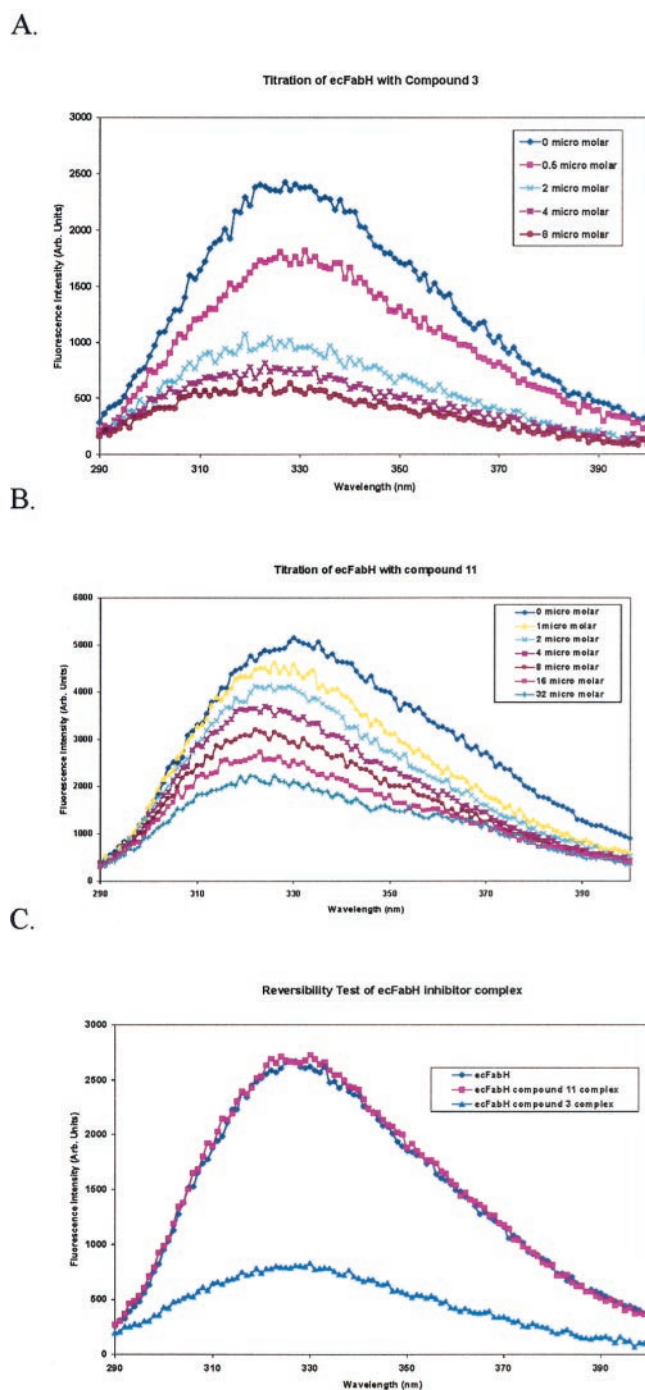 A.
Titration of ecFabH with Compound 3
Fluorescence Intensity (Arb. Units)
3000
2500
2000
1500
1000
500
0
290
310
330
350
370
390
Wavelength (nm)
0 micro molar
0.5 micro molar
2 micro molar
4 micro molar
8 micro molar
B.
Titration of ecFabH with compound 11
Fluorescence Intensity (Arb. Units)
6000
5000
4000
3000
2000
1000
0
290
310
330
350
370
390
Wavelength (nm)
0 micro molar
1micro molar
2 micro molar
4 micro molar
8 micro molar
16 micro molar
32 micro molar
C.
Reversibility Test of ecFabH inhibitor complex
Fluorescence Intensity (Arb. Units)
3000
2500
2000
1500
1000
500
0
290
310
330
350
370
390
Wavelength (nm)
ecFabH
ecFabH compound 11 complex
ecFabH compound 3 complex